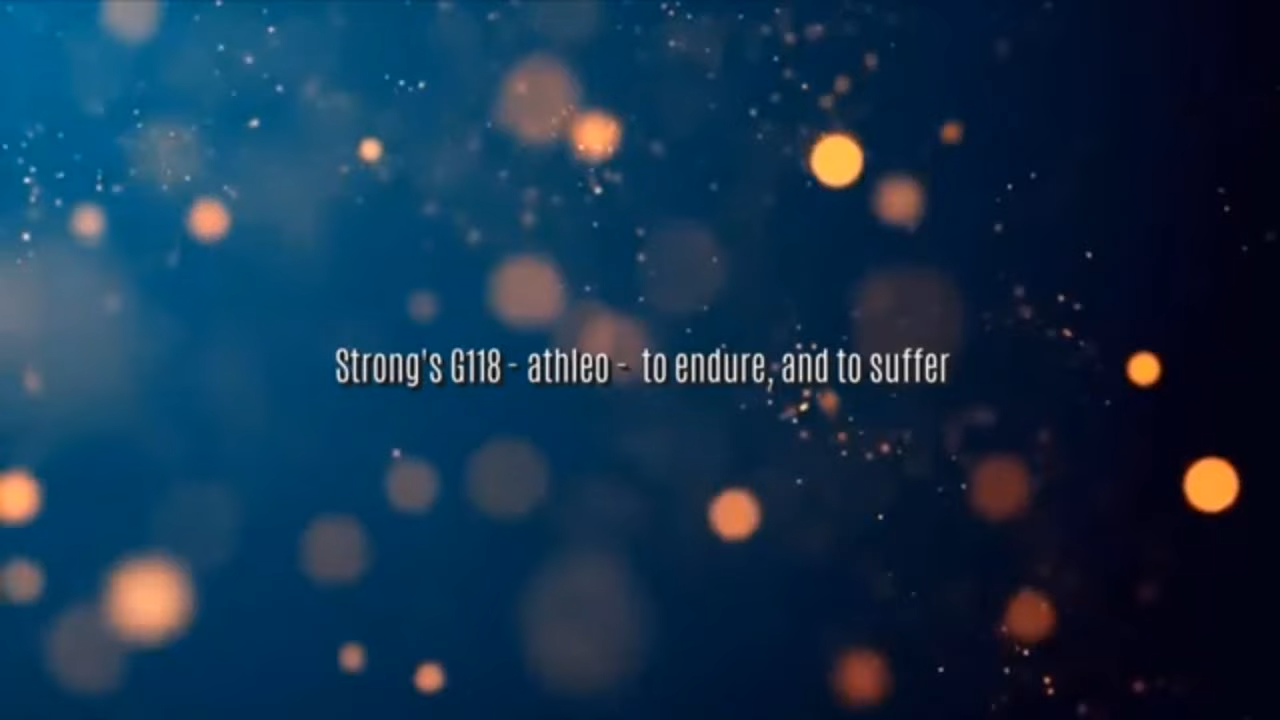 Strong's G118 - athleo - to endure, and to suffer